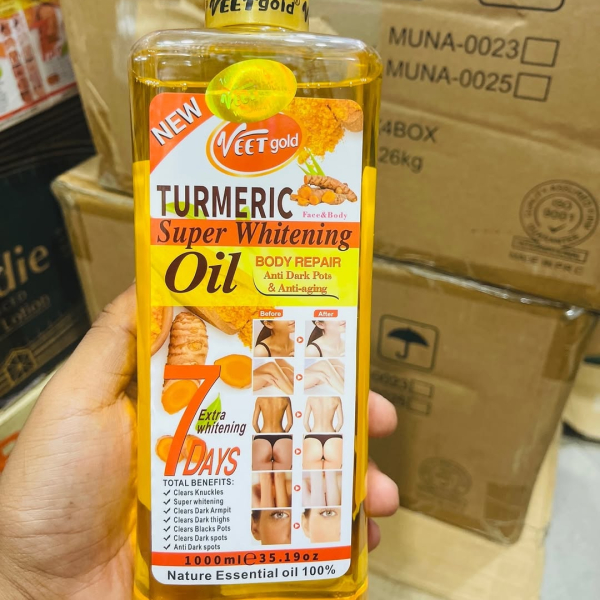 VEET gold
NEW
VEET gold
TURMERIC
Face&Body
Super Whitening
Oil
BODY REPAIR
Anti Dark Pots
& Anti-aging
Before
After
7
Extra
whitening
DAYS
TOTAL BENEFITS:
✓ Clears Knuckles
✓ Super whitening
✓ Clears Dark Armpit
✓ Clears Dark thighs
✓ Clears Blacks Pots
✓ Clears Dark spots
✓ Anti Dark spots
1000ml℮35.19oz
Nature Essential oil 100%
MUNA-0023
MUNA-0025
4BOX
26kg
ISO
9001
die